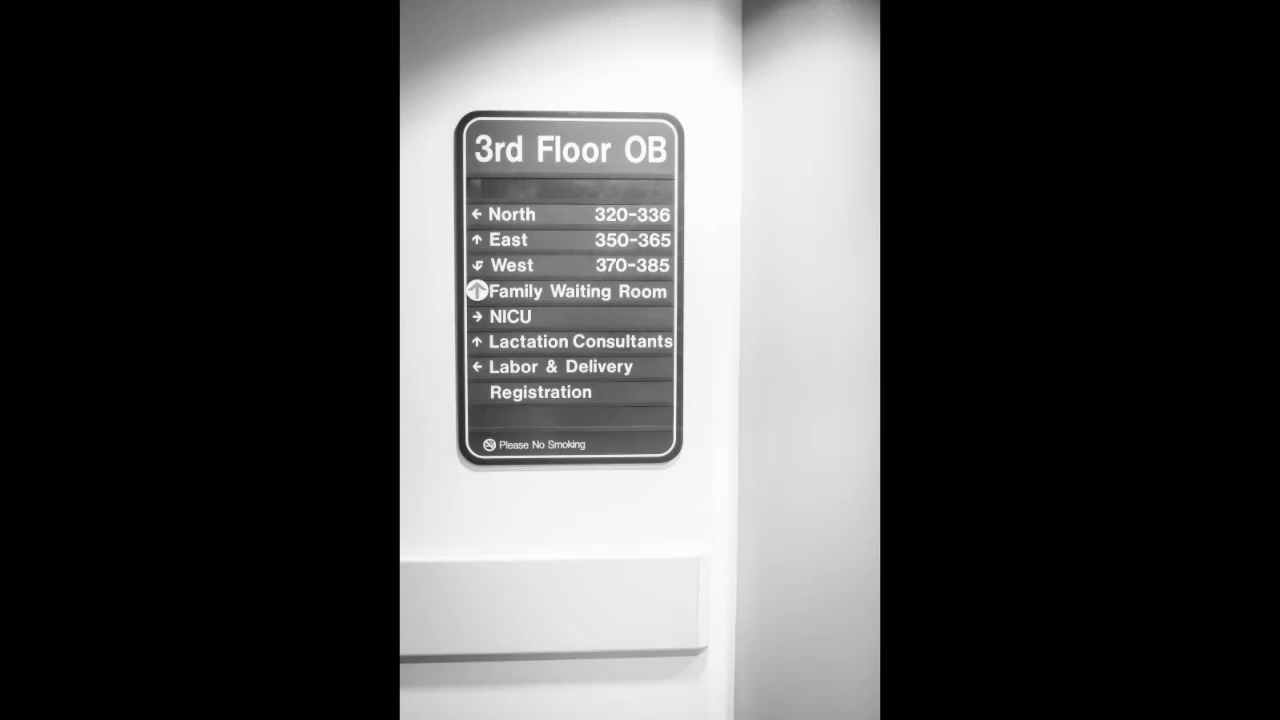 3rd Floor OB
← North 320-336
↑ East 350-365
West 370-385
↑ Family Waiting Room
→ NICU
↑ Lactation Consultants
← Labor & Delivery
Registration
Please No Smoking